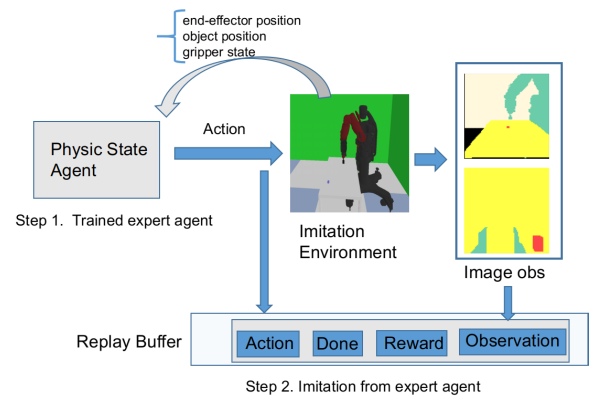 end-effector position
object position
gripper state
Action
Physic State
Agent
Step 1. Trained expert agent
Imitation
Environment
Image obs
Replay Buffer
Action
Done
Reward
Observation
Step 2. Imitation from expert agent